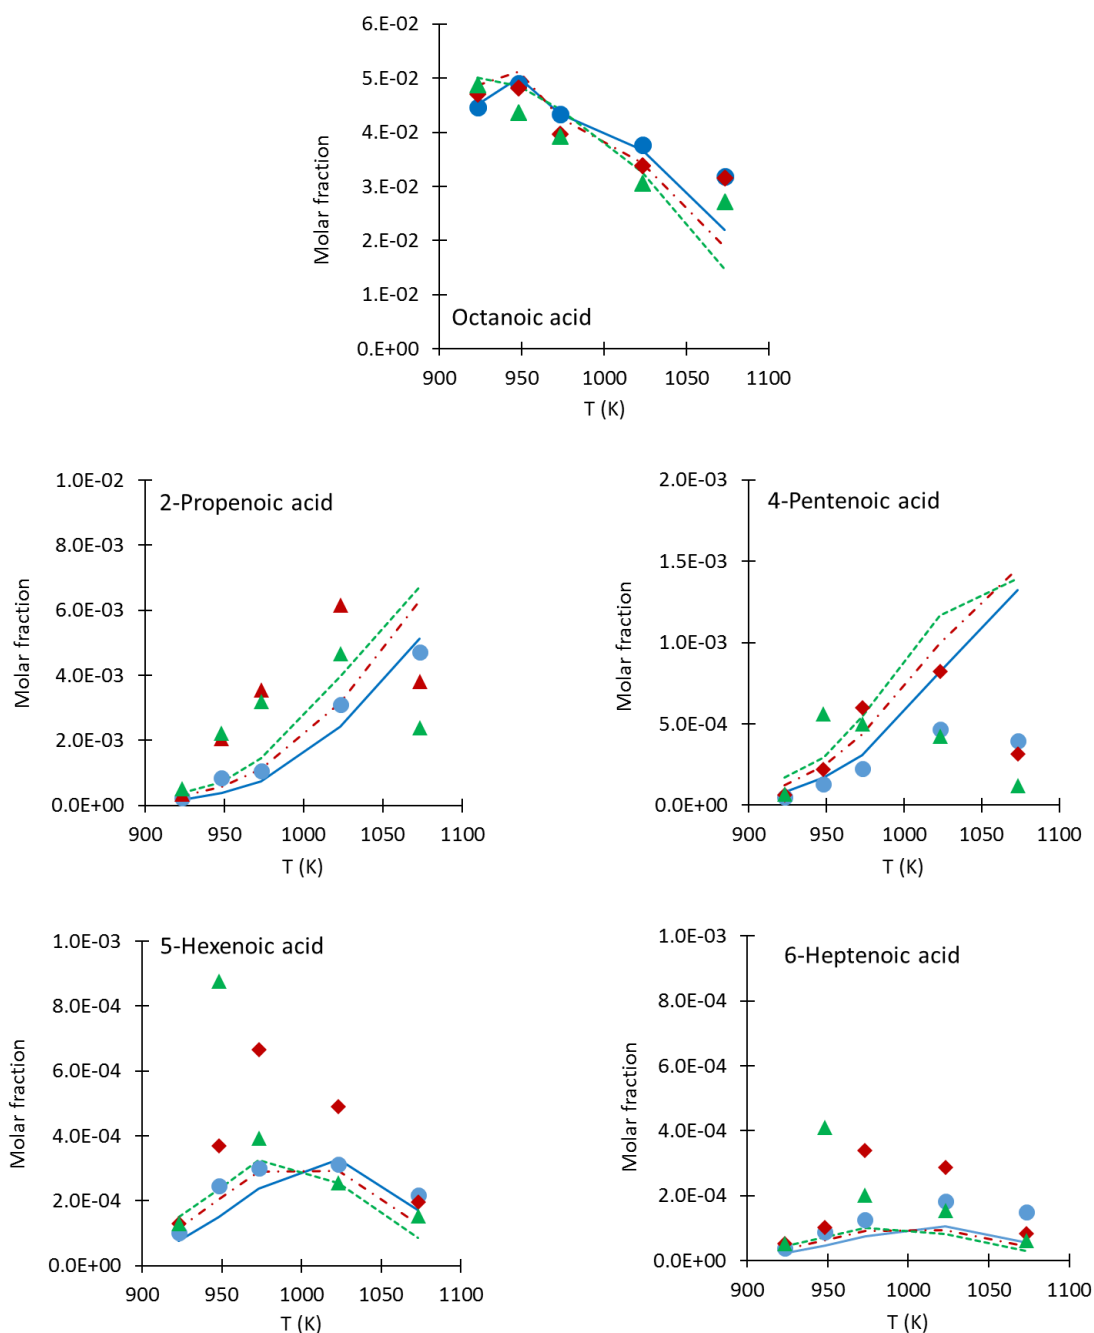 6.E-02
5.E-02
4.E-02
3.E-02
2.E-02
1.E-02
0.E+00
Molar fraction
Octanoic acid
900 950 1000 1050 1100
T (K)
1.0E-02
8.0E-03
6.0E-03
4.0E-03
2.0E-03
0.0E+00
Molar fraction
2-Propenoic acid
900 950 1000 1050 1100
T (K)
2.0E-03
1.5E-03
1.0E-03
5.0E-04
0.0E+00
Molar fraction
4-Pentenoic acid
900 950 1000 1050 1100
T (K)
1.0E-03
8.0E-04
6.0E-04
4.0E-04
2.0E-04
0.0E+00
Molar fraction
5-Hexenoic acid
900 950 1000 1050 1100
T (K)
1.0E-03
8.0E-04
6.0E-04
4.0E-04
2.0E-04
0.0E+00
Molar fraction
6-Heptenoic acid
900 950 1000 1050 1100
T (K)